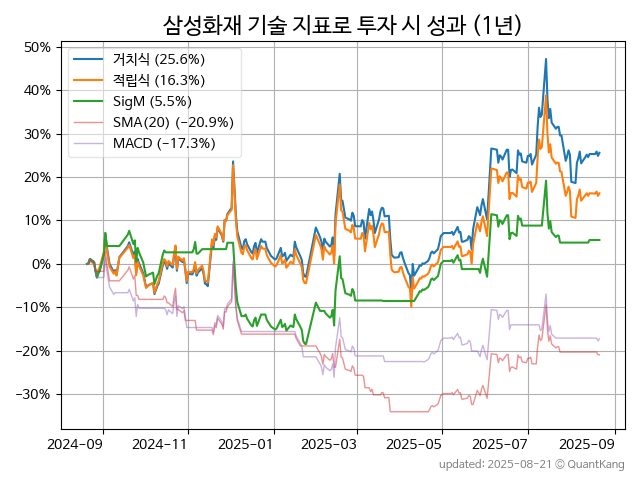 삼성화재 기술 지표로 투자 시 성과 (1년)
50%
40%
30%
20%
10%
0%
−10%
−20%
−30%
거치식 (25.6%)
적립식 (16.3%)
SigM (5.5%)
SMA(20) (−20.9%)
MACD (−17.3%)
2024-09 2024-11 2025-01 2025-03 2025-05 2025-07 2025-09
updated: 2025-08-21 © QuantKang